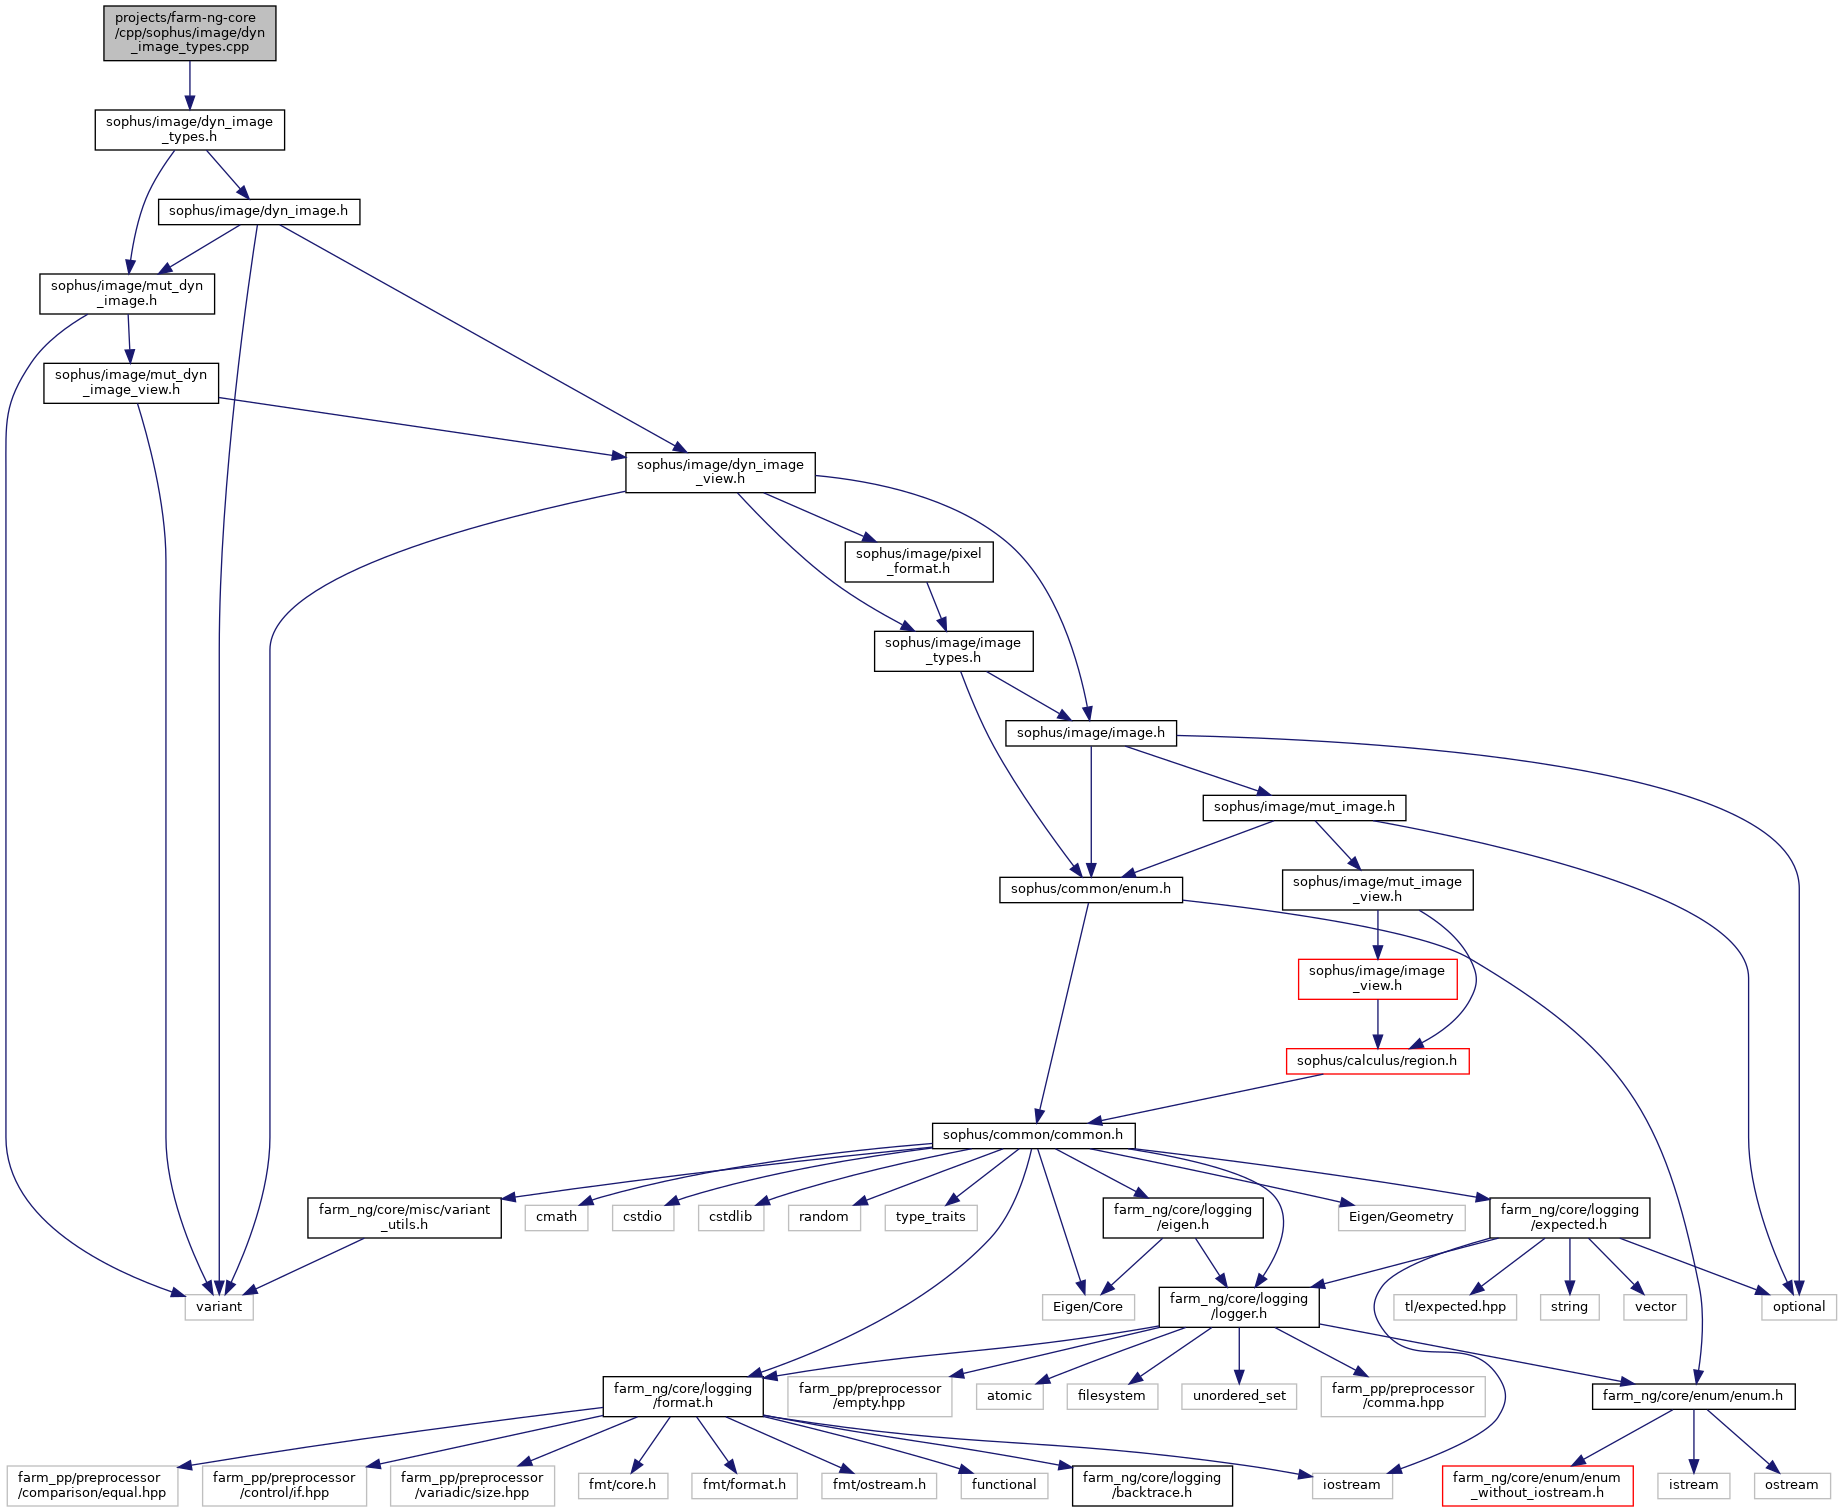 projects/farm-ng-core
/cpp/sophus/image/dyn
_image_types.cpp
sophus/image/dyn_image
_types.h
sophus/image/dyn_image.h
sophus/image/mut_dyn
_image.h
sophus/image/mut_dyn
_image_view.h
sophus/image/dyn_image
_view.h
sophus/image/pixel
_format.h
sophus/image/image
_types.h
sophus/image/image.h
sophus/image/mut_image.h
sophus/common/enum.h
sophus/image/mut_image
_view.h
sophus/image/image
_view.h
sophus/calculus/region.h
sophus/common/common.h
farm_ng/core/misc/variant
_utils.h
cmath
cstdio
cstdlib
random
type_traits
farm_ng/core/logging
/eigen.h
Eigen/Geometry
farm_ng/core/logging
/expected.h
variant
Eigen/Core
farm_ng/core/logging
/logger.h
tl/expected.hpp
string
vector
optional
farm_ng/core/logging
/format.h
farm_pp/preprocessor
/empty.hpp
atomic
filesystem
unordered_set
farm_pp/preprocessor
/comma.hpp
farm_ng/core/enum/enum.h
farm_pp/preprocessor
/comparison/equal.hpp
farm_pp/preprocessor
/control/if.hpp
farm_pp/preprocessor
/variadic/size.hpp
fmt/core.h
fmt/format.h
fmt/ostream.h
functional
farm_ng/core/logging
/backtrace.h
iostream
farm_ng/core/enum/enum
_without_iostream.h
istream
ostream